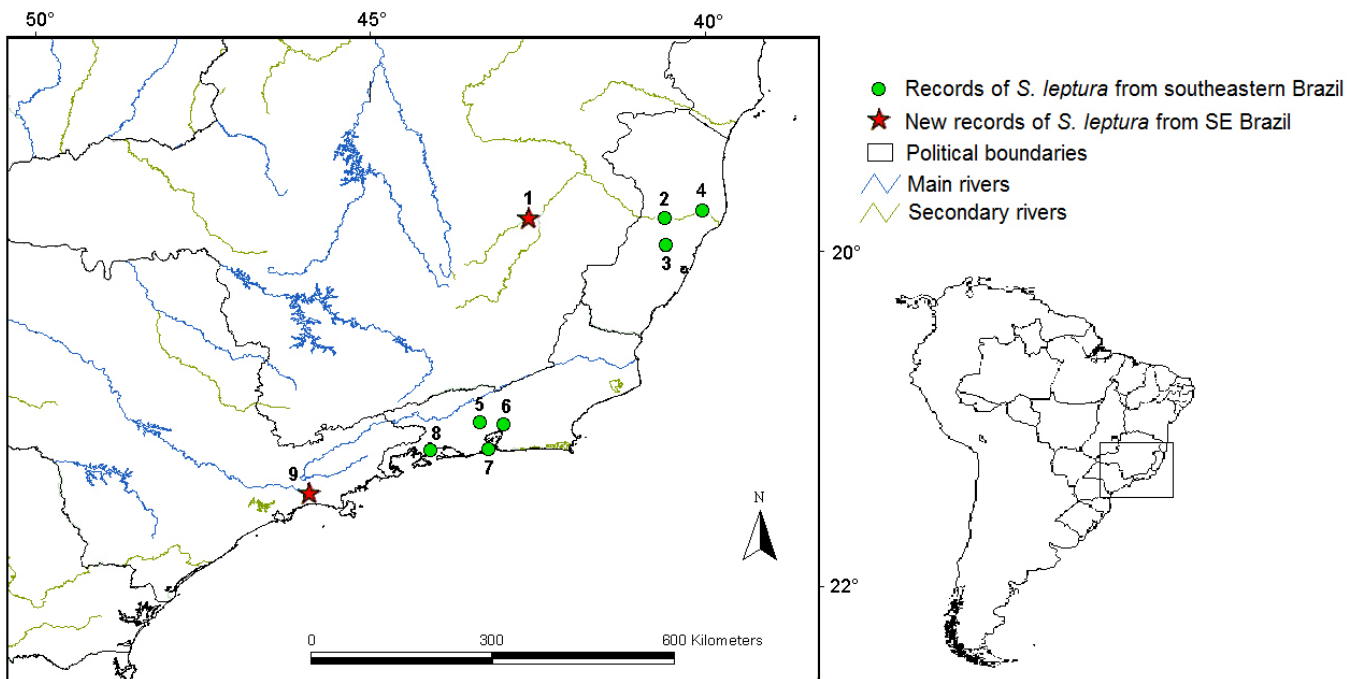 50°
45°
40°
Records of S. leptura from southeastern Brazil
New records of S. leptura from SE Brazil
Political boundaries
Main rivers
Secondary rivers
1
2
4
3
20°
5
6
8
7
9
N
22°
0
300
600 Kilometers